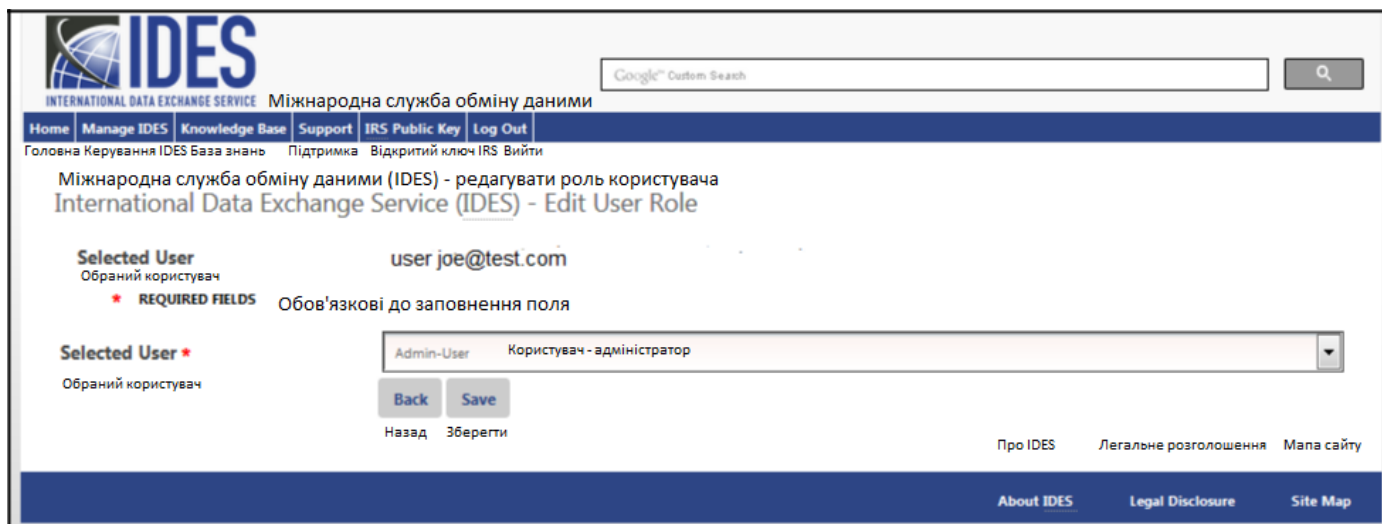 IDES
Google™ Custom Search
INTERNATIONAL DATA EXCHANGE SERVICE Міжнародна служба обміну даними
Home Manage IDES Knowledge Base Support IRS Public Key Log Out
Головна Керування IDES База знань Підтримка Відкритий ключ IRS Вийти
Міжнародна служба обміну даними (IDES) - редагувати роль користувача
International Data Exchange Service (IDES) - Edit User Role
Selected User user joe@test.com
Обраний користувач
* REQUIRED FIELDS Обов'язкові до заповнення поля
Selected User * Admin-User Користувач - адміністратор
Обраний користувач
Back Save
Назад Зберегти
Про IDES Легальне розголошення Мапа сайту
About IDES Legal Disclosure Site Map